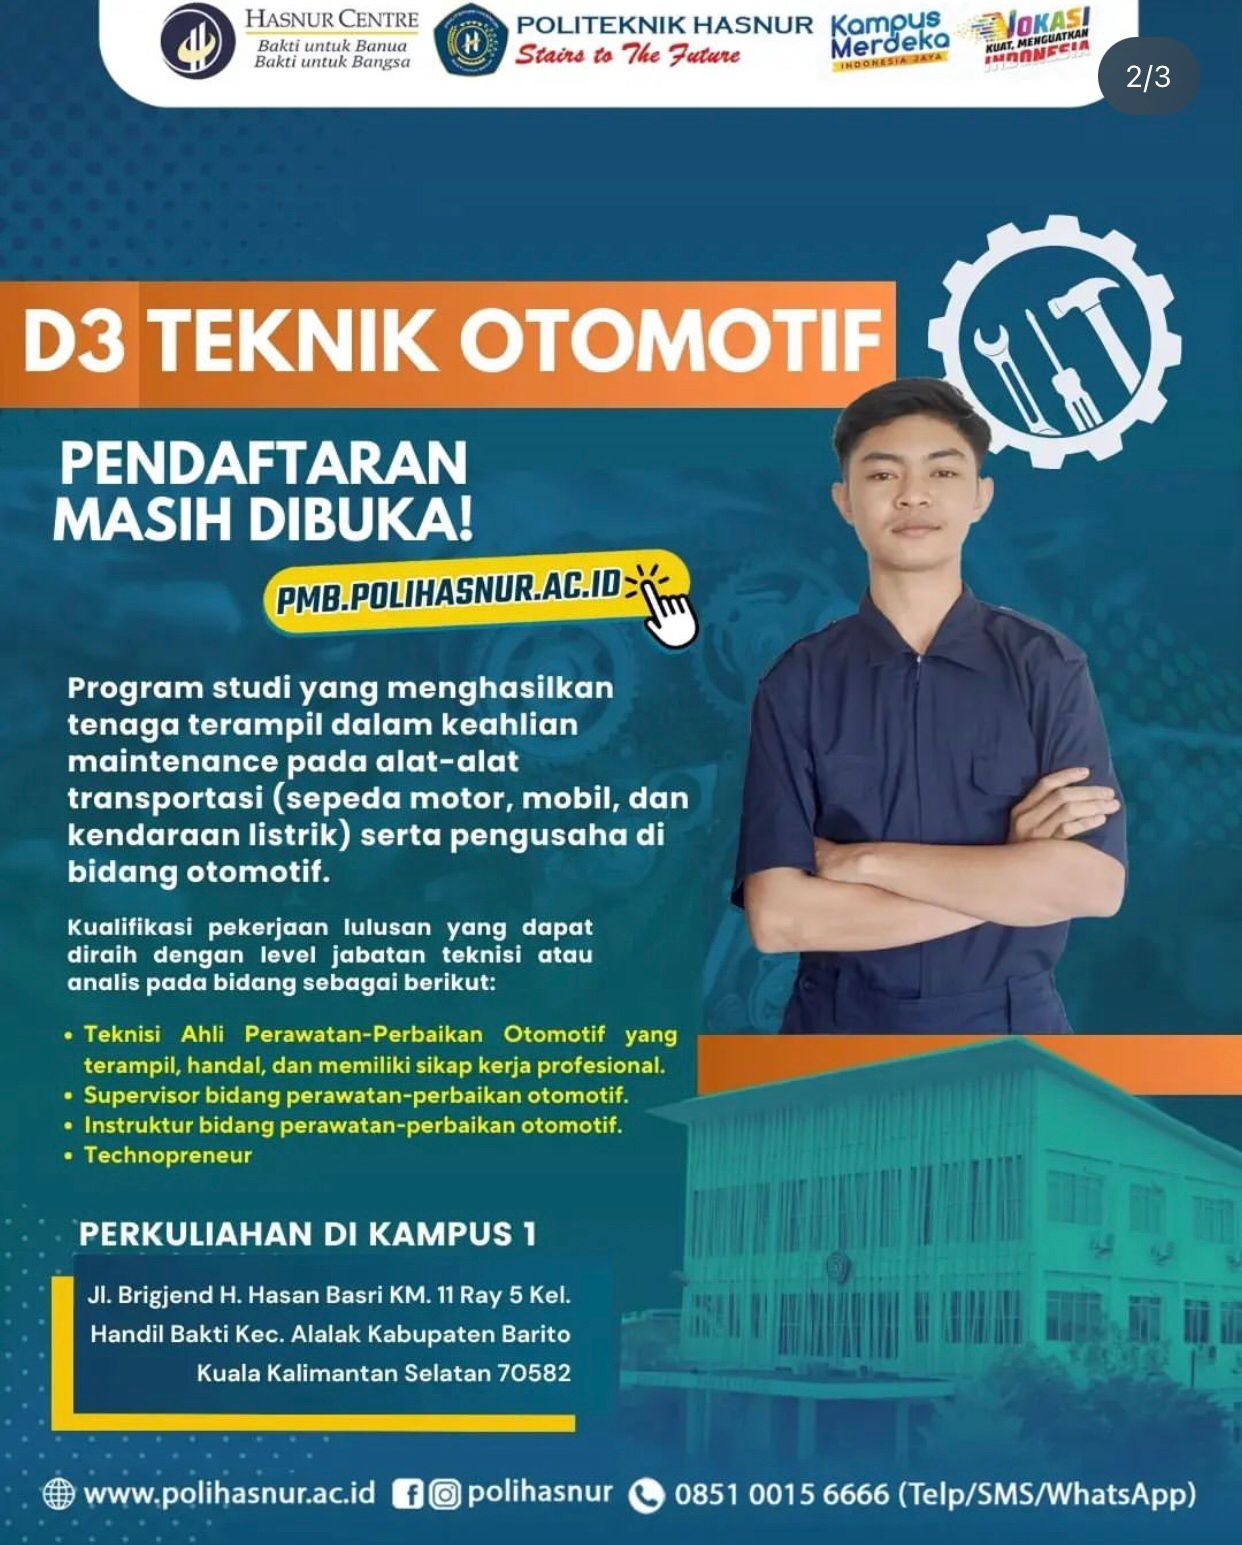 HASNUR CENTRE
Bakti untuk Banua
Bakti untuk Bangsa
POLITEKNIK HASNUR
Stairs to The Future
Kampus
Merdeka
INDONESIA JAYA
VOKASI
KUAT, MENGUATKAN
INDONESIA
2/3
D3 TEKNIK OTOMOTIF
PENDAFTARAN
MASIH DIBUKA!
PMB.POLIHASNUR.AC.ID
Program studi yang menghasilkan
tenaga terampil dalam keahlian
maintenance pada alat-alat
transportasi (sepeda motor, mobil, dan
kendaraan listrik) serta pengusaha di
bidang otomotif.
Kualifikasi pekerjaan lulusan yang dapat
diraih dengan level jabatan teknisi atau
analis pada bidang sebagai berikut:
• Teknisi Ahli Perawatan-Perbaikan Otomotif yang
terampil, handal, dan memiliki sikap kerja profesional.
• Supervisor bidang perawatan-perbaikan otomotif.
• Instruktur bidang perawatan-perbaikan otomotif.
• Technopreneur
PERKULIAHAN DI KAMPUS 1
Jl. Brigjend H. Hasan Basri KM. 11 Ray 5 Kel.
Handil Bakti Kec. Alalak Kabupaten Barito
Kuala Kalimantan Selatan 70582
www.polihasnur.ac.id polihasnur 0851 0015 6666 (Telp/SMS/WhatsApp)